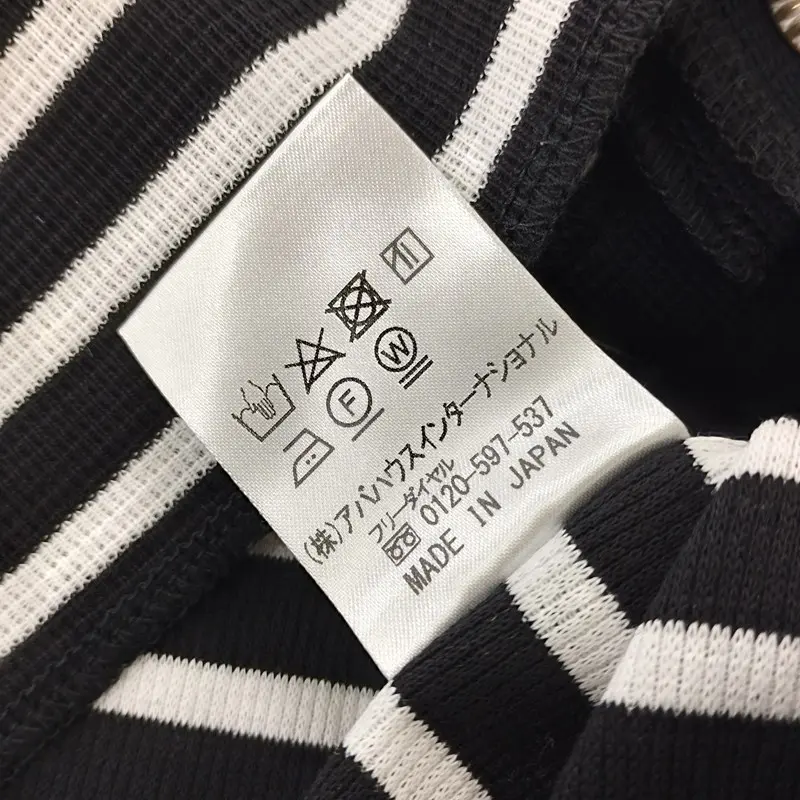 F
W
(株)アバハウスインターナショナル
フリーダイヤル
0120-597-537
MADE IN JAPAN